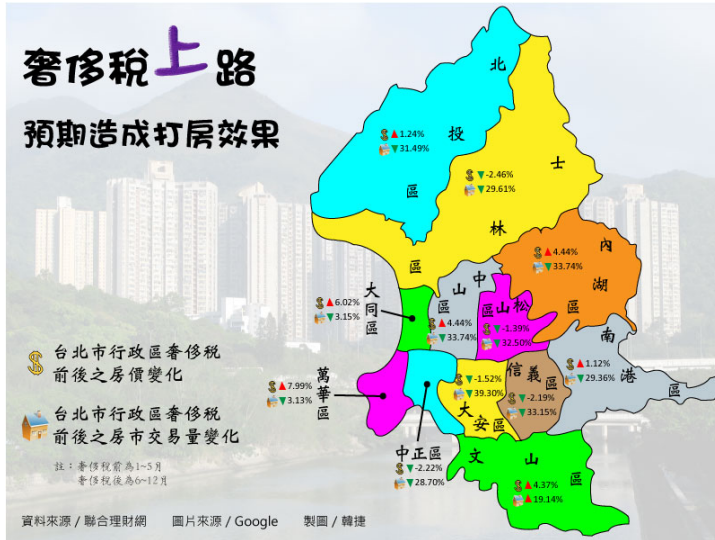 奢侈稅上路
預期造成打房效果
北投區
▲1.24%
▼31.49%
士林區
▼-2.46%
▼29.61%
內湖區
▲4.44%
▼33.74%
大同區
▲6.02%
▼3.15%
中山區
▲4.44%
▼33.74%
松山區
▼-1.39%
▼32.50%
南港區
▲1.12%
▼29.36%
萬華區
▲7.99%
▼3.13%
大安區
▼-1.52%
▼39.30%
信義區
▼-2.19%
▼33.15%
中正區
▼-2.22%
▼28.70%
文山區
▲4.37%
▲19.14%
台北市行政區奢侈稅
前後之房價變化
台北市行政區奢侈稅
前後之房市交易量變化
註：奢侈稅前為1~5月
奢侈稅後為6~12月
資料來源 / 聯合理財網 圖片來源 / Google 製圖 / 韓捷